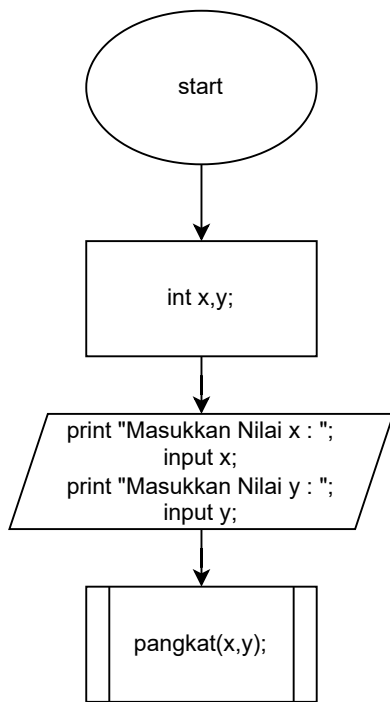 start
int x,y;
print "Masukkan Nilai x : ";
input x;
print "Masukkan Nilai y : ";
input y;
pangkat(x,y);